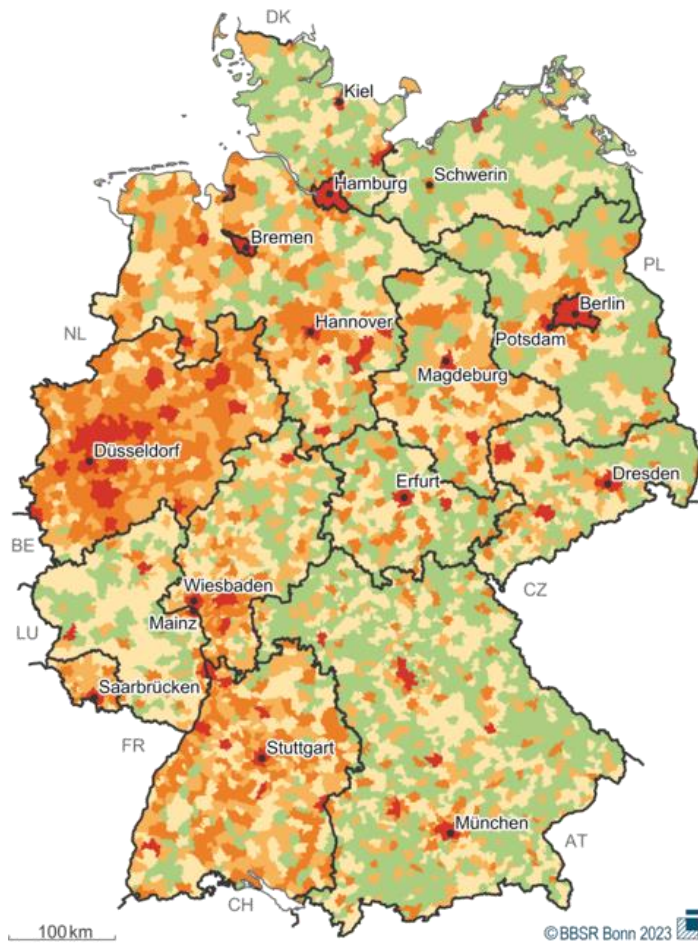 DK
Kiel
Hamburg
Schwerin
Bremen
PL
Berlin
NL
Hannover
Potsdam
Magdeburg
Düsseldorf
Erfurt
Dresden
BE
Wiesbaden
CZ
LU
Mainz
Saarbrücken
FR
Stuttgart
München
AT
CH
100 km
© BBSR Bonn 2023